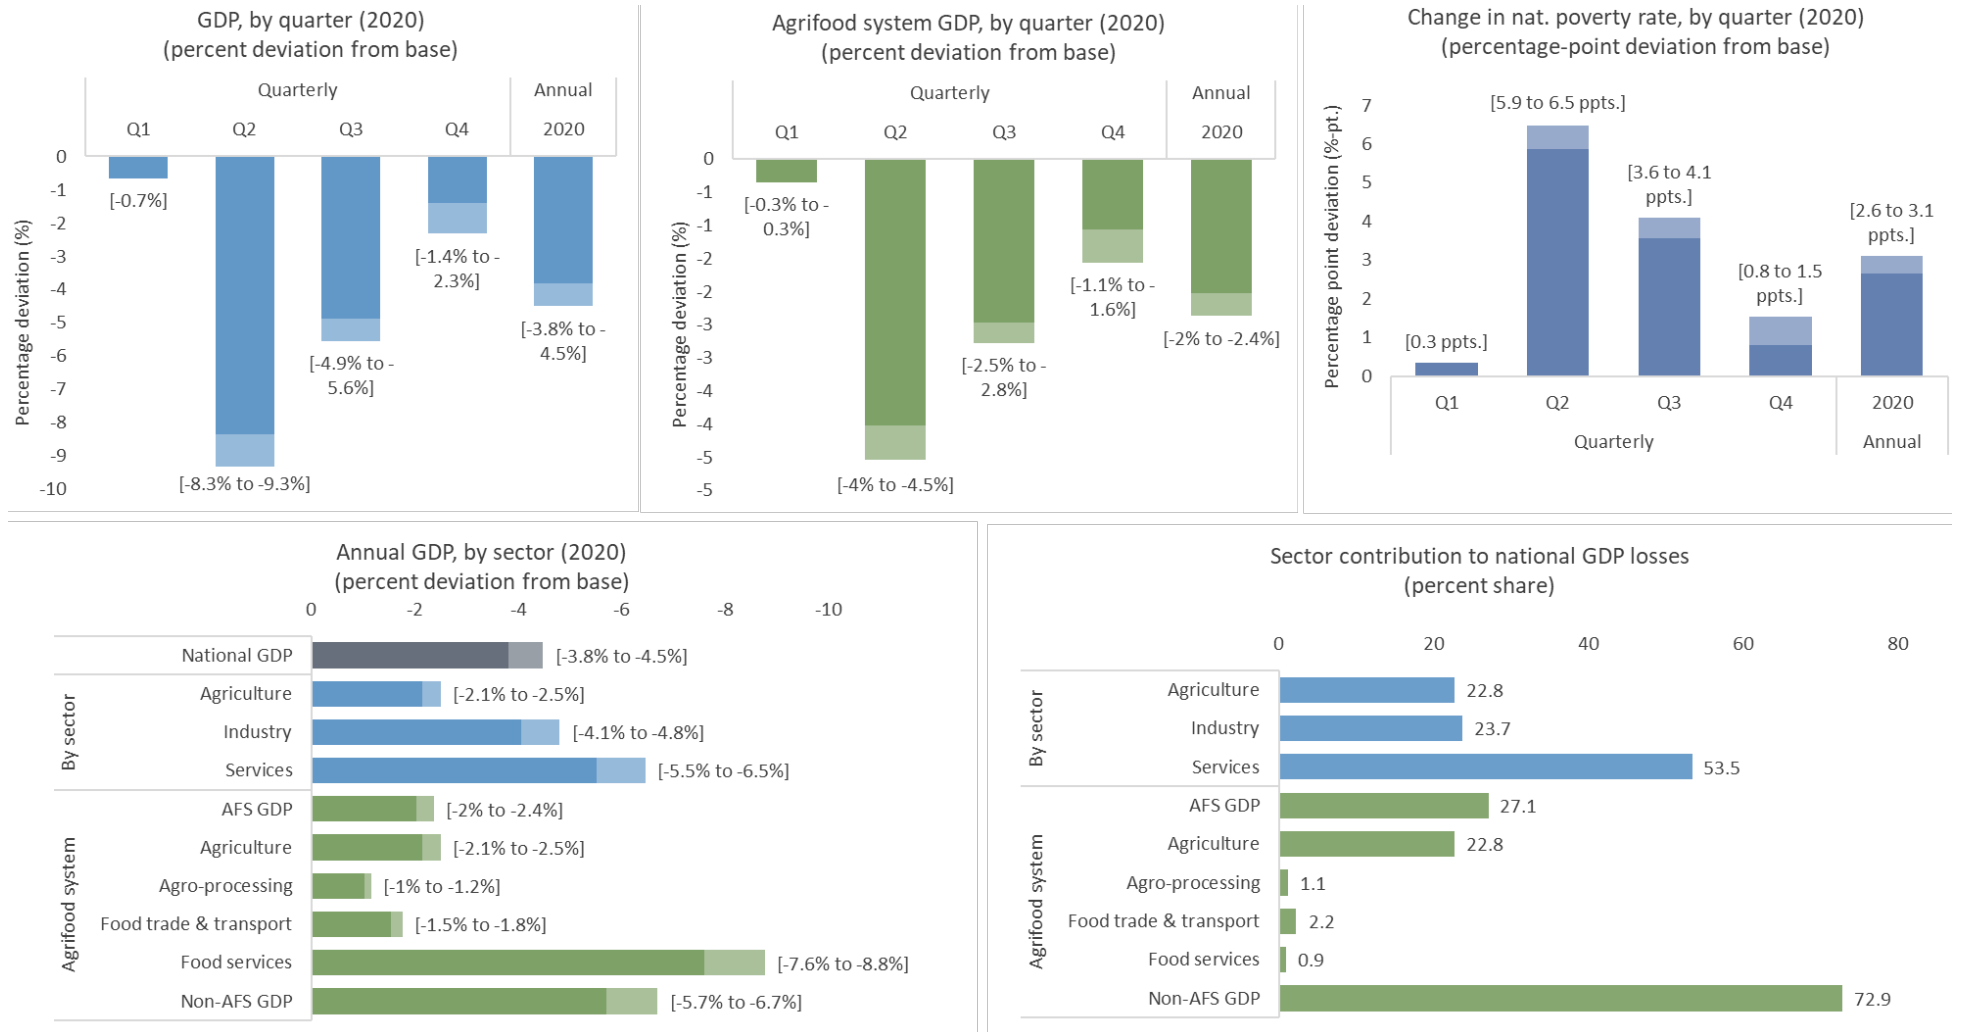 GDP, by quarter (2020)
(percent deviation from base)
Quarterly
Annual
Q1
Q2
Q3
Q4
2020
Percentage deviation (%)
0
-1
-2
-3
-4
-5
-6
-7
-8
-9
-10
[-0.7%]
[-8.3% to -9.3%]
[-4.9% to -
5.6%]
[-1.4% to -
2.3%]
[-3.8% to -
4.5%]
Agrifood system GDP, by quarter (2020)
(percent deviation from base)
Quarterly
Annual
Q1
Q2
Q3
Q4
2020
Percentage deviation (%)
0
-1
-1
-2
-2
-3
-3
-4
-4
-5
-5
[-0.3% to -
0.3%]
[-4% to -4.5%]
[-2.5% to -
2.8%]
[-1.1% to -
1.6%]
[-2% to -2.4%]
Change in nat. poverty rate, by quarter (2020)
(percentage-point deviation from base)
Percentage point deviation (%-pt.)
7
6
5
4
3
2
1
0
[0.3 ppts.]
[5.9 to 6.5 ppts.]
[3.6 to 4.1
ppts.]
[0.8 to 1.5
ppts.]
[2.6 to 3.1
ppts.]
Q1
Q2
Q3
Q4
2020
Quarterly
Annual
Annual GDP, by sector (2020)
(percent deviation from base)
0
-2
-4
-6
-8
-10
National GDP
[-3.8% to -4.5%]
By sector
Agriculture
[-2.1% to -2.5%]
Industry
[-4.1% to -4.8%]
Services
[-5.5% to -6.5%]
Agrifood system
AFS GDP
[-2% to -2.4%]
Agriculture
[-2.1% to -2.5%]
Agro-processing
[-1% to -1.2%]
Food trade & transport
[-1.5% to -1.8%]
Food services
[-7.6% to -8.8%]
Non-AFS GDP
[-5.7% to -6.7%]
Sector contribution to national GDP losses
(percent share)
0
20
40
60
80
By sector
Agriculture
22.8
Industry
23.7
Services
53.5
Agrifood system
AFS GDP
27.1
Agriculture
22.8
Agro-processing
1.1
Food trade & transport
2.2
Food services
0.9
Non-AFS GDP
72.9